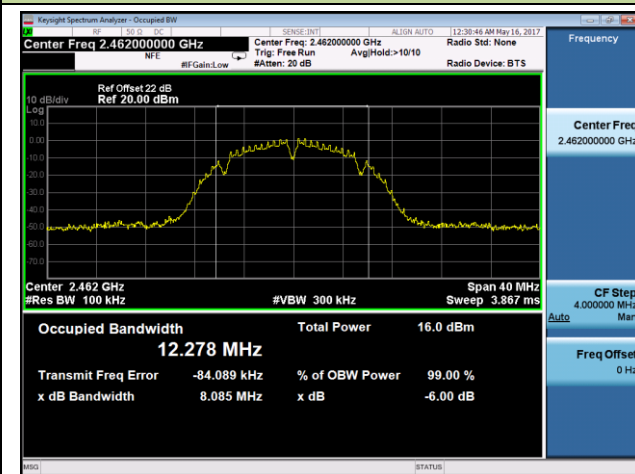 Keysight Spectrum Analyzer - Occupied BW
RF 50 Ω DC SENSE:INT ALIGN AUTO 12:30:46 AM May 16, 2017
Center Freq 2.462000000 GHz
Center Freq: 2.462000000 GHz Radio Std: None
NFE Trig: Free Run Avg|Hold:>10/10
#IFGain:Low #Atten: 20 dB Radio Device: BTS
Frequency
Ref Offset 22 dB
10 dB/div Ref 20.00 dBm
Log
10.0
0.00
-10.0
-20.0
-30.0
-40.0
-50.0
-60.0
-70.0
Center Freq
2.462000000 GHz
Center 2.462 GHz Span 40 MHz
#Res BW 100 kHz #VBW 300 kHz Sweep 3.867 ms
CF Step
4.000000 MHz
Auto Man
Occupied Bandwidth Total Power 16.0 dBm
12.278 MHz
Transmit Freq Error -84.089 kHz % of OBW Power 99.00 %
x dB Bandwidth 8.085 MHz x dB -6.00 dB
Freq Offset
0 Hz
MSG STATUS